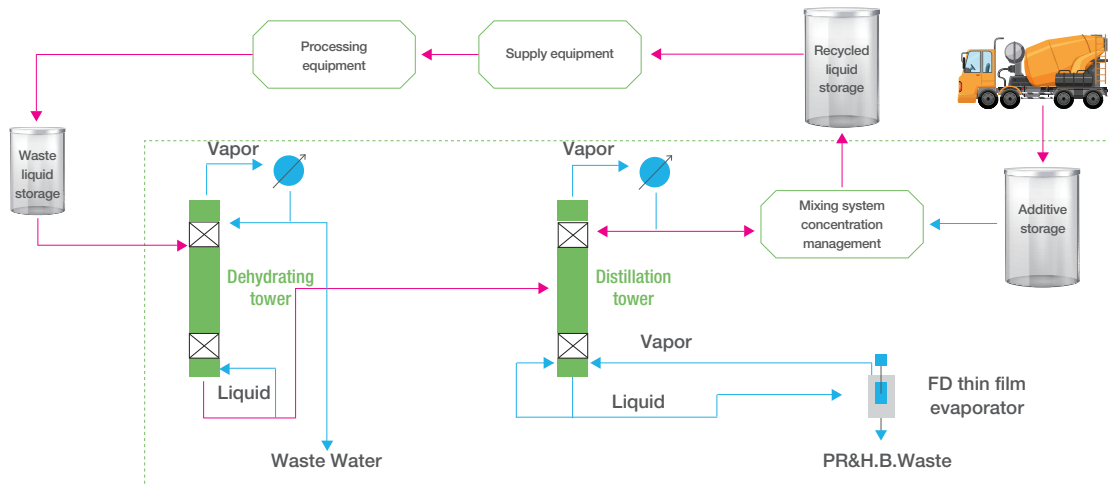 Processing
equipment
Supply equipment
Recycled
liquid
storage
Waste
liquid
storage
Vapor
Vapor
Mixing system
concentration
management
Additive
storage
Dehydrating
tower
Distillation
tower
Vapor
Liquid
Liquid
FD thin film
evaporator
Waste Water
PR&H.B.Waste